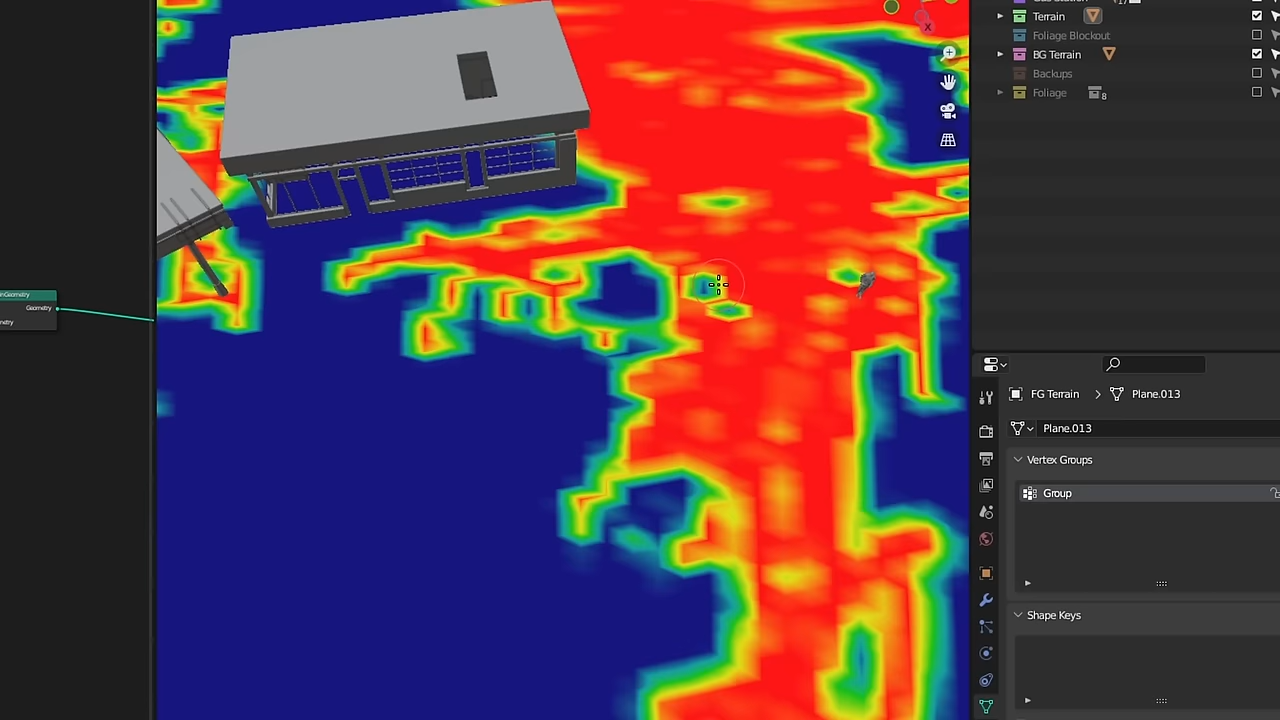 Terrain
Foliage Blockout
BG Terrain
Backups
Foliage
8
X
Geometry
FG Terrain > Plane.013
Plane.013
Vertex Groups
Group
Shape Keys